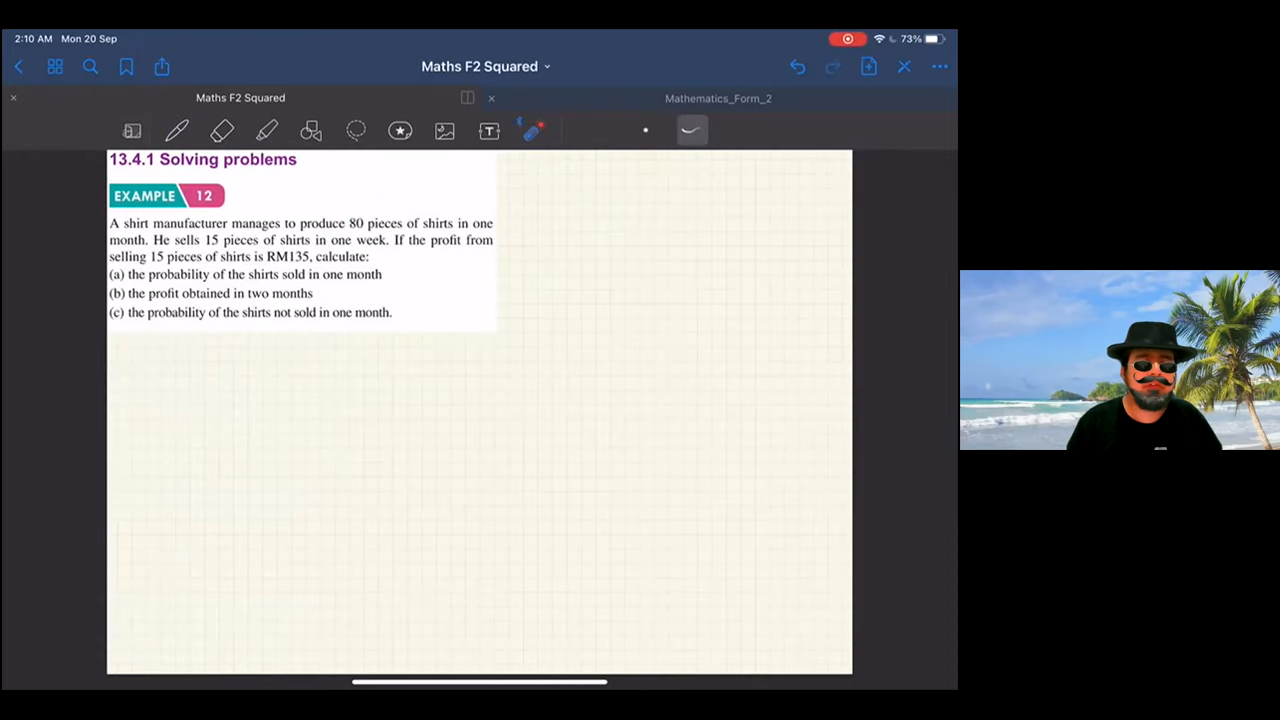 2:10 AM Mon 20 Sep
73%
Maths F2 Squared
Maths F2 Squared
Mathematics_Form_2
T
13.4.1 Solving problems
EXAMPLE 12
A shirt manufacturer manages to produce 80 pieces of shirts in one
month. He sells 15 pieces of shirts in one week. If the profit from
selling 15 pieces of shirts is RM135, calculate:
(a) the probability of the shirts sold in one month
(b) the profit obtained in two months
(c) the probability of the shirts not sold in one month.